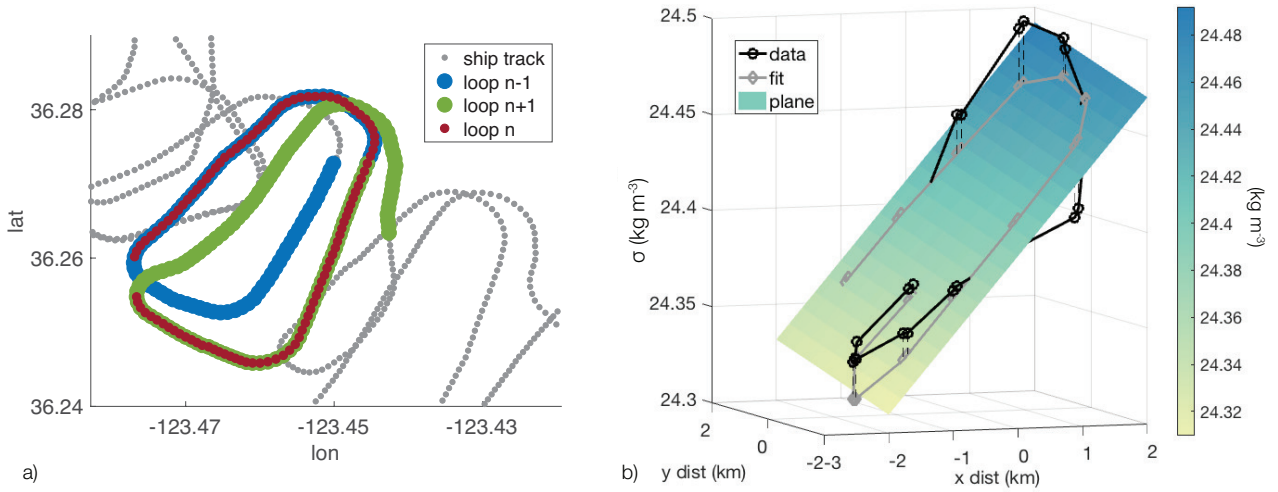 ship track
loop n-1
loop n+1
loop n
36.28
36.26
36.24
lat
-123.47
-123.45
-123.43
lon
a)
data
fit
plane
24.5
24.45
24.4
24.35
24.3
σ (kg m-3)
2
0
-2
y dist (km)
-3
-2
-1
0
1
2
x dist (km)
24.48
24.46
24.44
24.42
24.4
24.38
24.36
24.34
24.32
(kg m-3)
b)